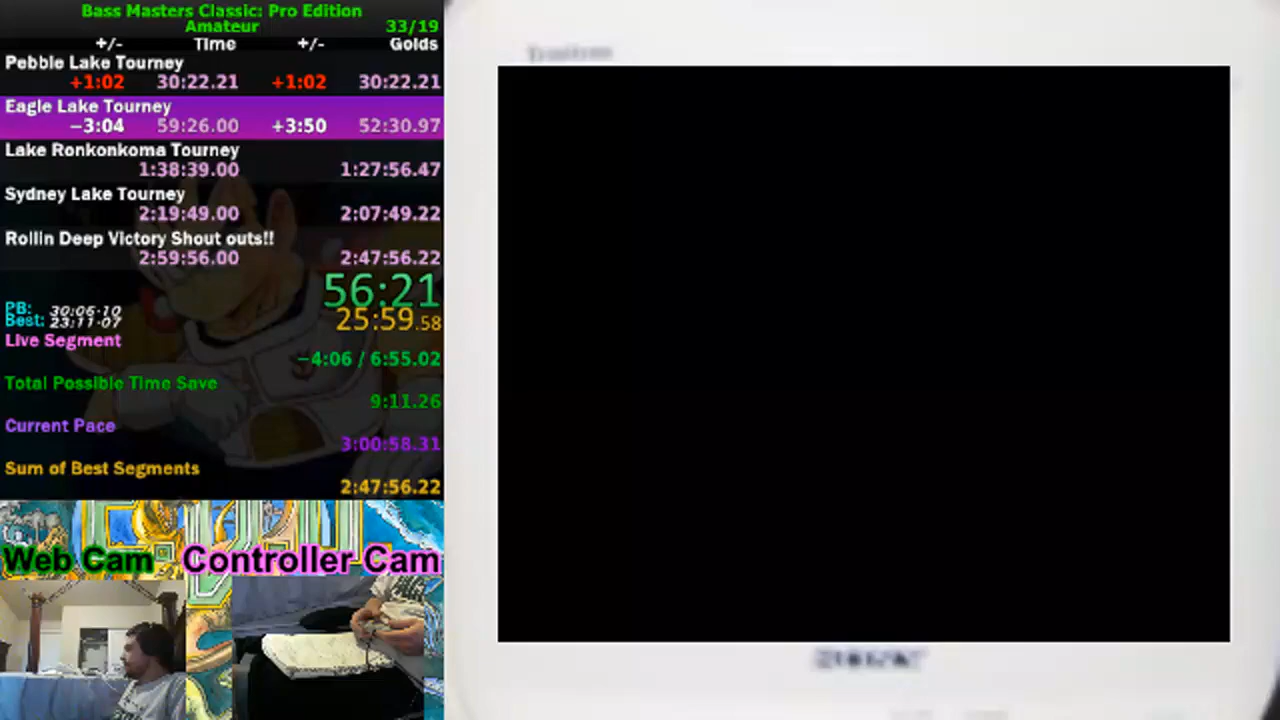 Bass Masters Classic: Pro Edition
Amateur 33/19
+/- Time +/- Golds
Pebble Lake Tourney
+1:02 30:22.21 +1:02 30:22.21
Eagle Lake Tourney
−3:04 59:26.00 +3:50 52:30.97
Lake Ronkonkoma Tourney
1:38:39.00 1:27:56.47
Sydney Lake Tourney
2:19:49.00 2:07:49.22
Rollin Deep Victory Shout outs!!
2:59:56.00 2:47:56.22
56:21
PB: 30:06.10
Best: 23:11.07
25:59.58
Live Segment
−4:06 / 6:55.02
Total Possible Time Save
9:11.26
Current Pace
3:00:58.31
Sum of Best Segments
2:47:56.22
Web Cam Controller Cam